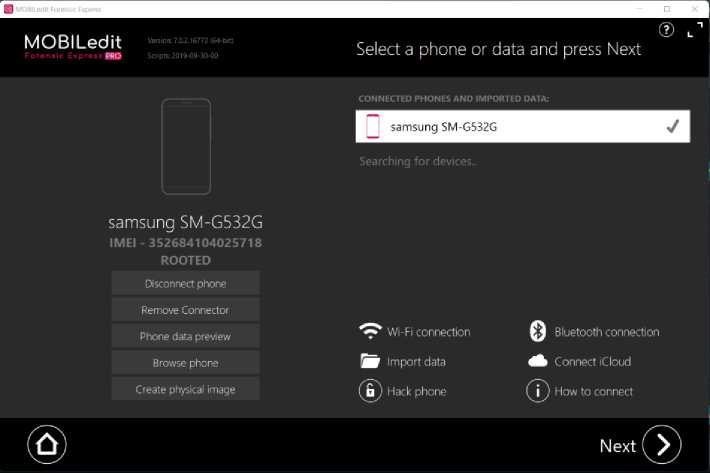 MOBILedit Forensic Express
MOBILedit
Forensic Express PRO
Version: 7.0.2.16772 (64-bit)
Scripts: 2019-09-30-00
Select a phone or data and press Next
?
CONNECTED PHONES AND IMPORTED DATA:
samsung SM-G532G
Searching for devices..
samsung SM-G532G
IMEI - 352684104025718
ROOTED
Disconnect phone
Remove Connector
Phone data preview
Browse phone
Create physical image
Wi-Fi connection
Bluetooth connection
Import data
Connect iCloud
Hack phone
How to connect
Next